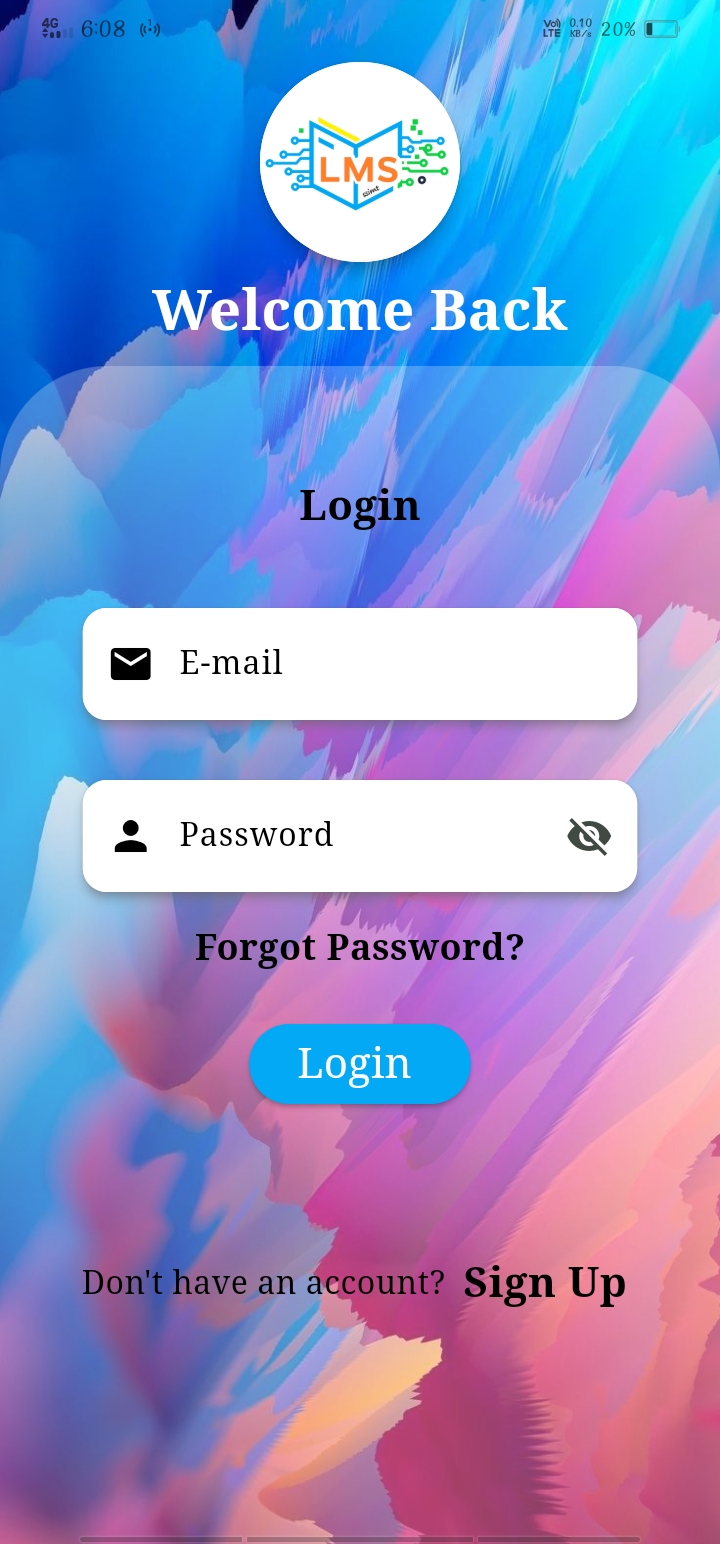 4G 6:08 Vo) LTE 0.10 KB/s 20%
LMS
Welcome Back
Login
E-mail
Password
Forgot Password?
Login
Don't have an account? Sign Up